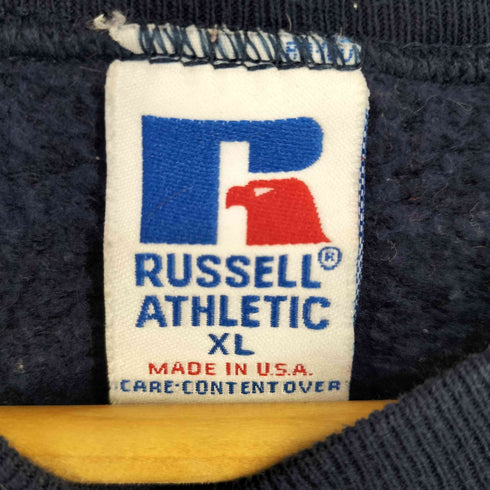 RUSSELL®
ATHLETIC
XL
MADE IN U.S.A.
CARE-CONTENT OVER